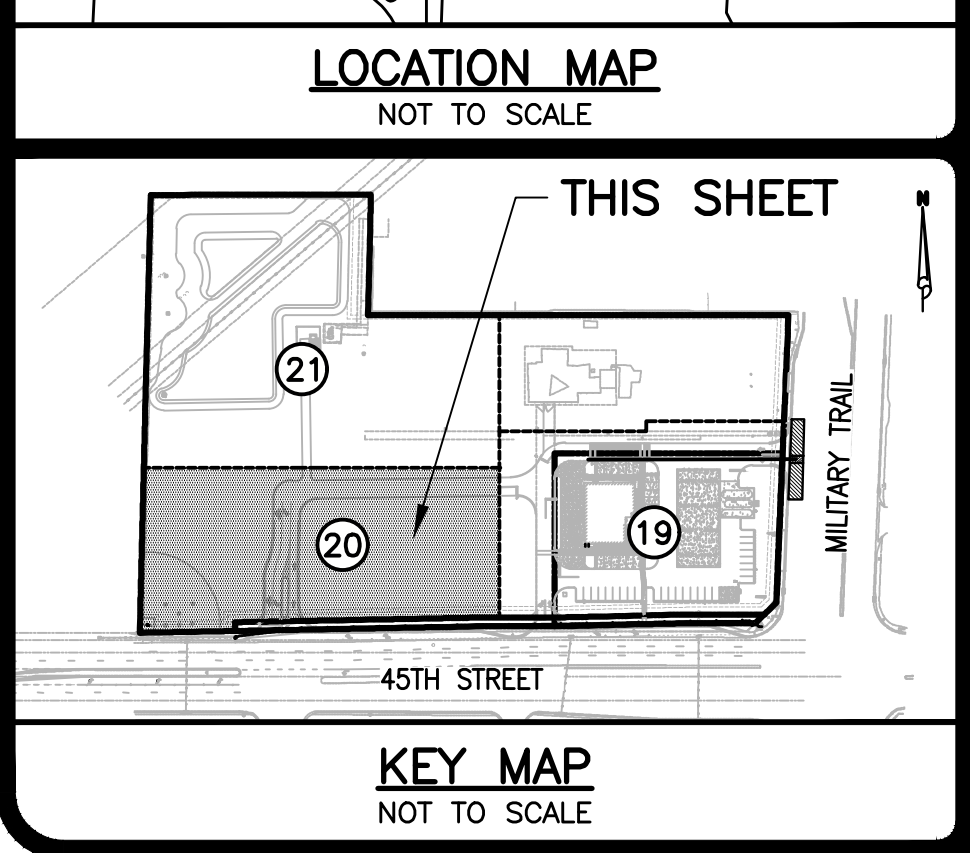 LOCATION MAP
NOT TO SCALE
THIS SHEET
N
21
MILITARY TRAIL
20
19
45TH STREET
KEY MAP
NOT TO SCALE